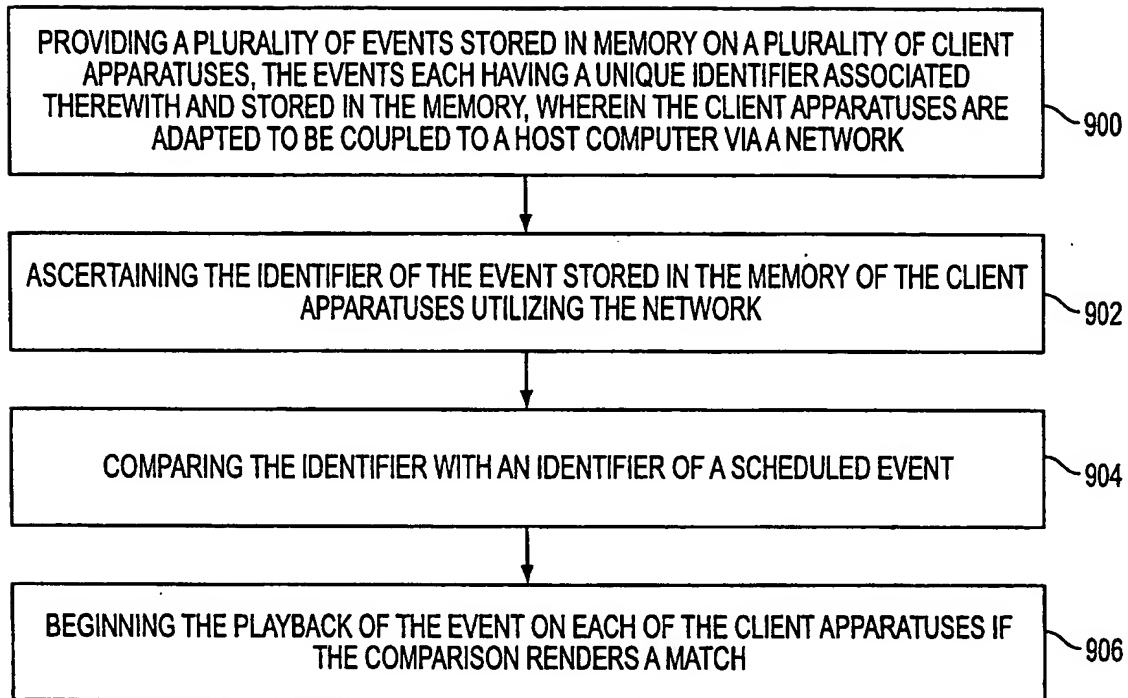 PROVIDING A PLURALITY OF EVENTS STORED IN MEMORY ON A PLURALITY OF CLIENT
APPARATUSES, THE EVENTS EACH HAVING A UNIQUE IDENTIFIER ASSOCIATED
THEREWITH AND STORED IN THE MEMORY, WHEREIN THE CLIENT APPARATUSES ARE
ADAPTED TO BE COUPLED TO A HOST COMPUTER VIA A NETWORK
900
ASCERTAINING THE IDENTIFIER OF THE EVENT STORED IN THE MEMORY OF THE CLIENT
APPARATUSES UTILIZING THE NETWORK
902
COMPARING THE IDENTIFIER WITH AN IDENTIFIER OF A SCHEDULED EVENT
904
BEGINNING THE PLAYBACK OF THE EVENT ON EACH OF THE CLIENT APPARATUSES IF
THE COMPARISON RENDERS A MATCH
906